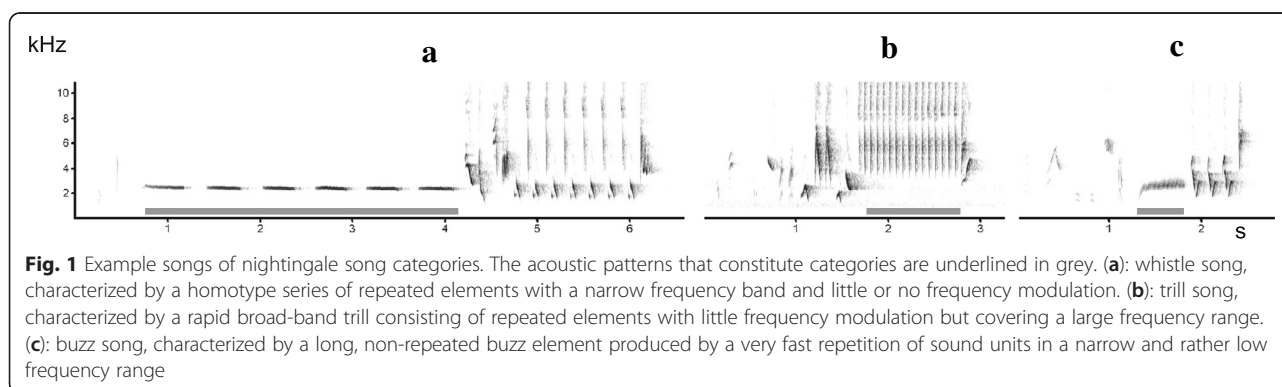 kHz
a
b
c
10
8
6
4
2
1
2
3
4
5
6
1
2
3
1
2
s
Fig. 1 Example songs of nightingale song categories. The acoustic patterns that constitute categories are underlined in grey. (a): whistle song,
characterized by a homotype series of repeated elements with a narrow frequency band and little or no frequency modulation. (b): trill song,
characterized by a rapid broad-band trill consisting of repeated elements with little frequency modulation but covering a large frequency range.
(c): buzz song, characterized by a long, non-repeated buzz element produced by a very fast repetition of sound units in a narrow and rather low
frequency range